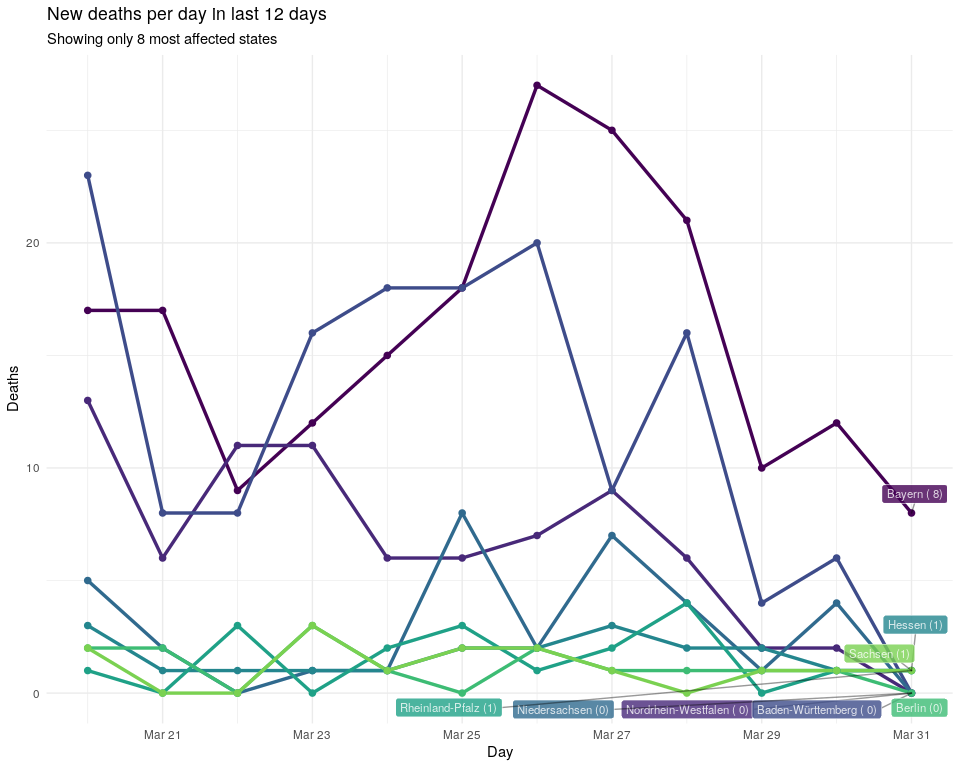 New deaths per day in last 12 days
Showing only 8 most affected states
Deaths
20
10
0
Bayern ( 8)
Hessen (1)
Sachsen (1)
Rheinland-Pfalz (1)
Niedersachsen (0)
Nordrhein-Westfalen ( 0)
Baden-Württemberg ( 0)
Berlin (0)
Mar 21
Mar 23
Mar 25
Mar 27
Mar 29
Mar 31
Day